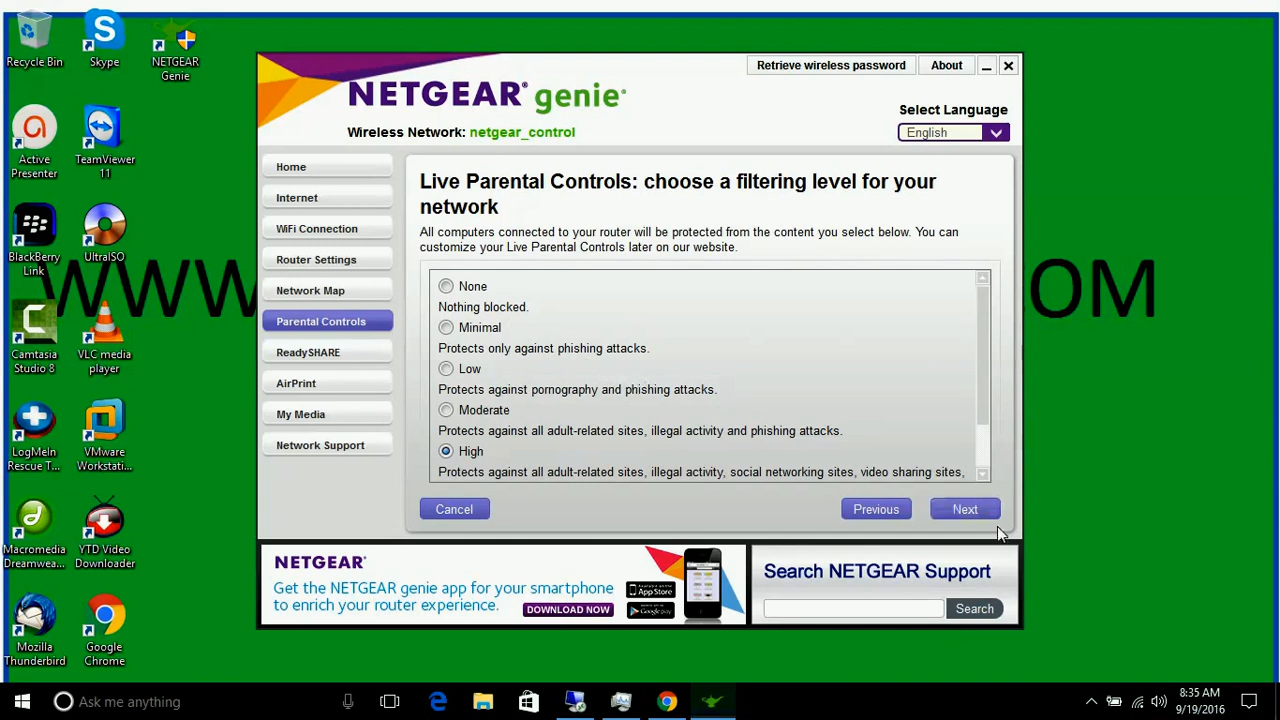 Recycle Bin
Skype
NETGEAR
Genie
Active
Presenter
TeamViewer
11
BlackBerry
Link
UltraISO
Camtasia
Studio 8
VLC media
player
LogMeIn
Rescue T...
VMware
Workstati...
Macromedia
Dreamwea...
YTD Video
Downloader
Mozilla
Thunderbird
Google
Chrome
WWW.
.COM
Retrieve wireless password
About
NETGEAR® genie®
Select Language
English
Wireless Network: netgear_control
Home
Internet
WiFi Connection
Router Settings
Network Map
Parental Controls
ReadySHARE
AirPrint
My Media
Network Support
Live Parental Controls: choose a filtering level for your
network
All computers connected to your router will be protected from the content you select below. You can
customize your Live Parental Controls later on our website.
None
Nothing blocked.
Minimal
Protects only against phishing attacks.
Low
Protects against pornography and phishing attacks.
Moderate
Protects against all adult-related sites, illegal activity and phishing attacks.
High
Protects against all adult-related sites, illegal activity, social networking sites, video sharing sites,
Cancel
Previous
Next
NETGEAR®
Get the NETGEAR genie app for your smartphone
to enrich your router experience.
DOWNLOAD NOW
App Store
Google play
Search NETGEAR Support
Search
Ask me anything
8:35 AM
9/19/2016